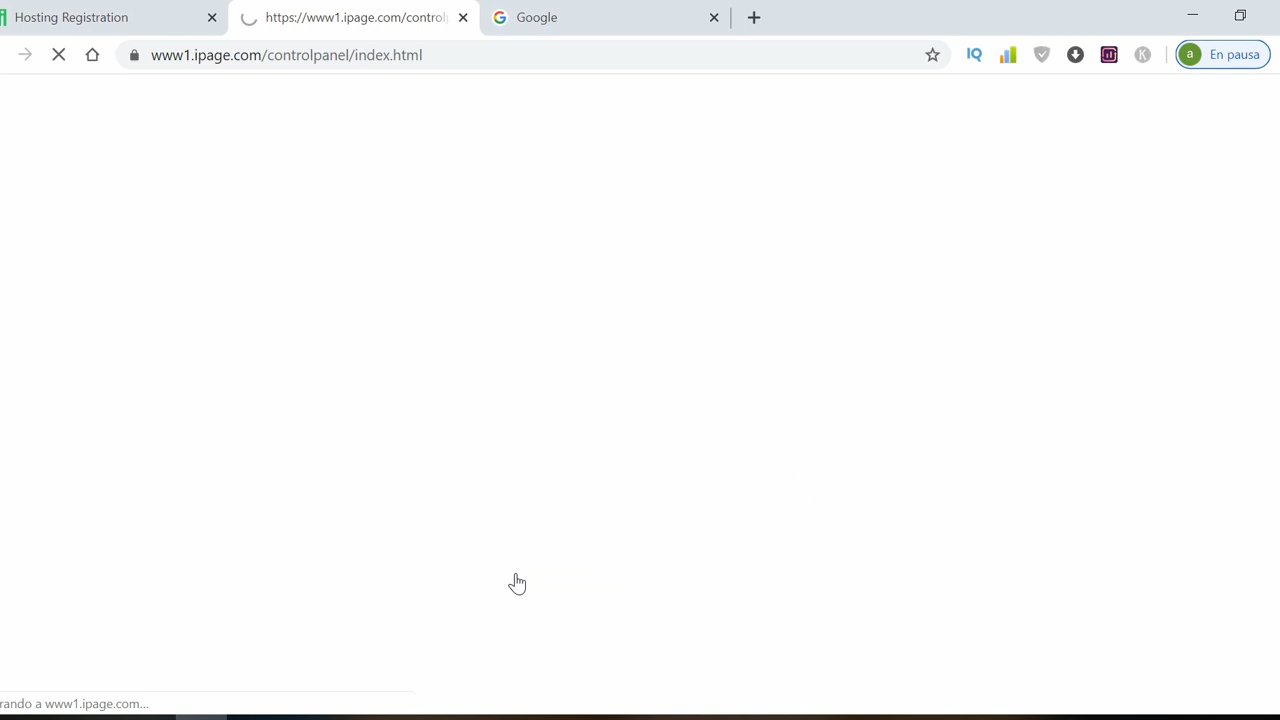 Hosting Registration
https://www1.ipage.com/control
Google
www1.ipage.com/controlpanel/index.html
IQ
K
a
En pausa
rando a www1.ipage.com...